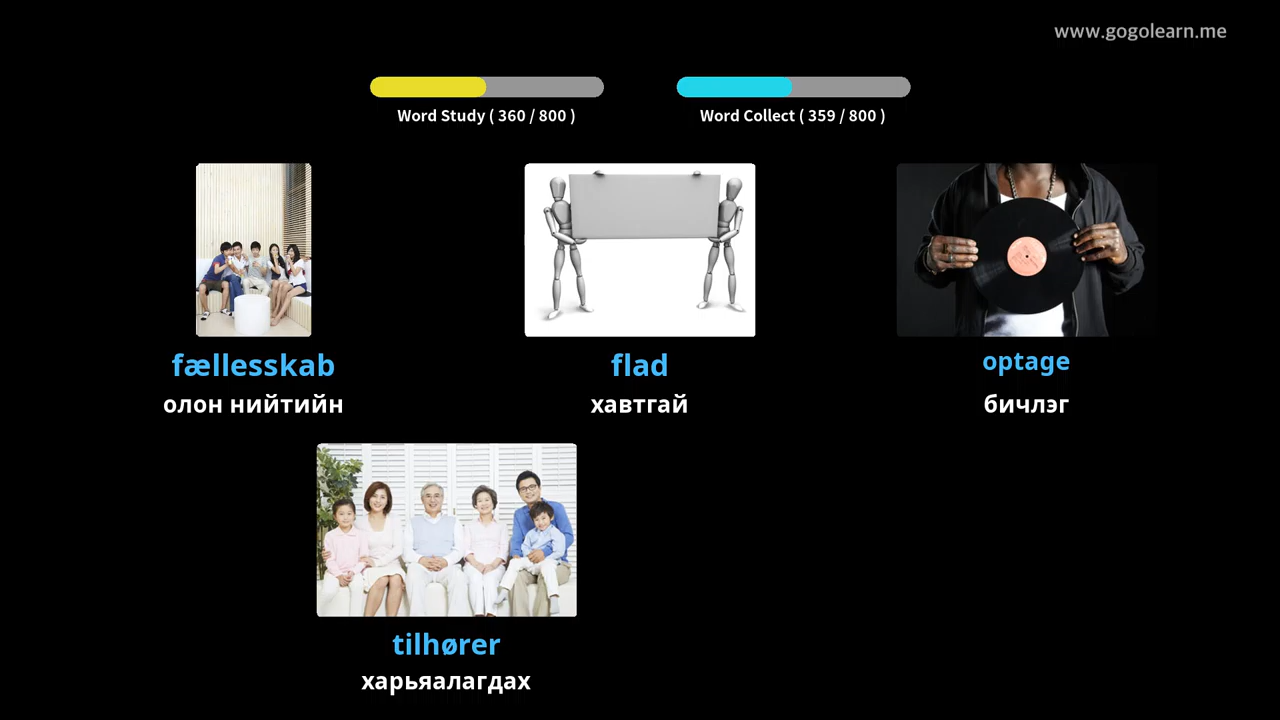 www.gogolearn.me
Word Study ( 360 / 800 )
Word Collect ( 359 / 800 )
fællesskab
олон нийтийн
flad
хавтгай
optage
бичлэг
tilhører
харьяалагдах